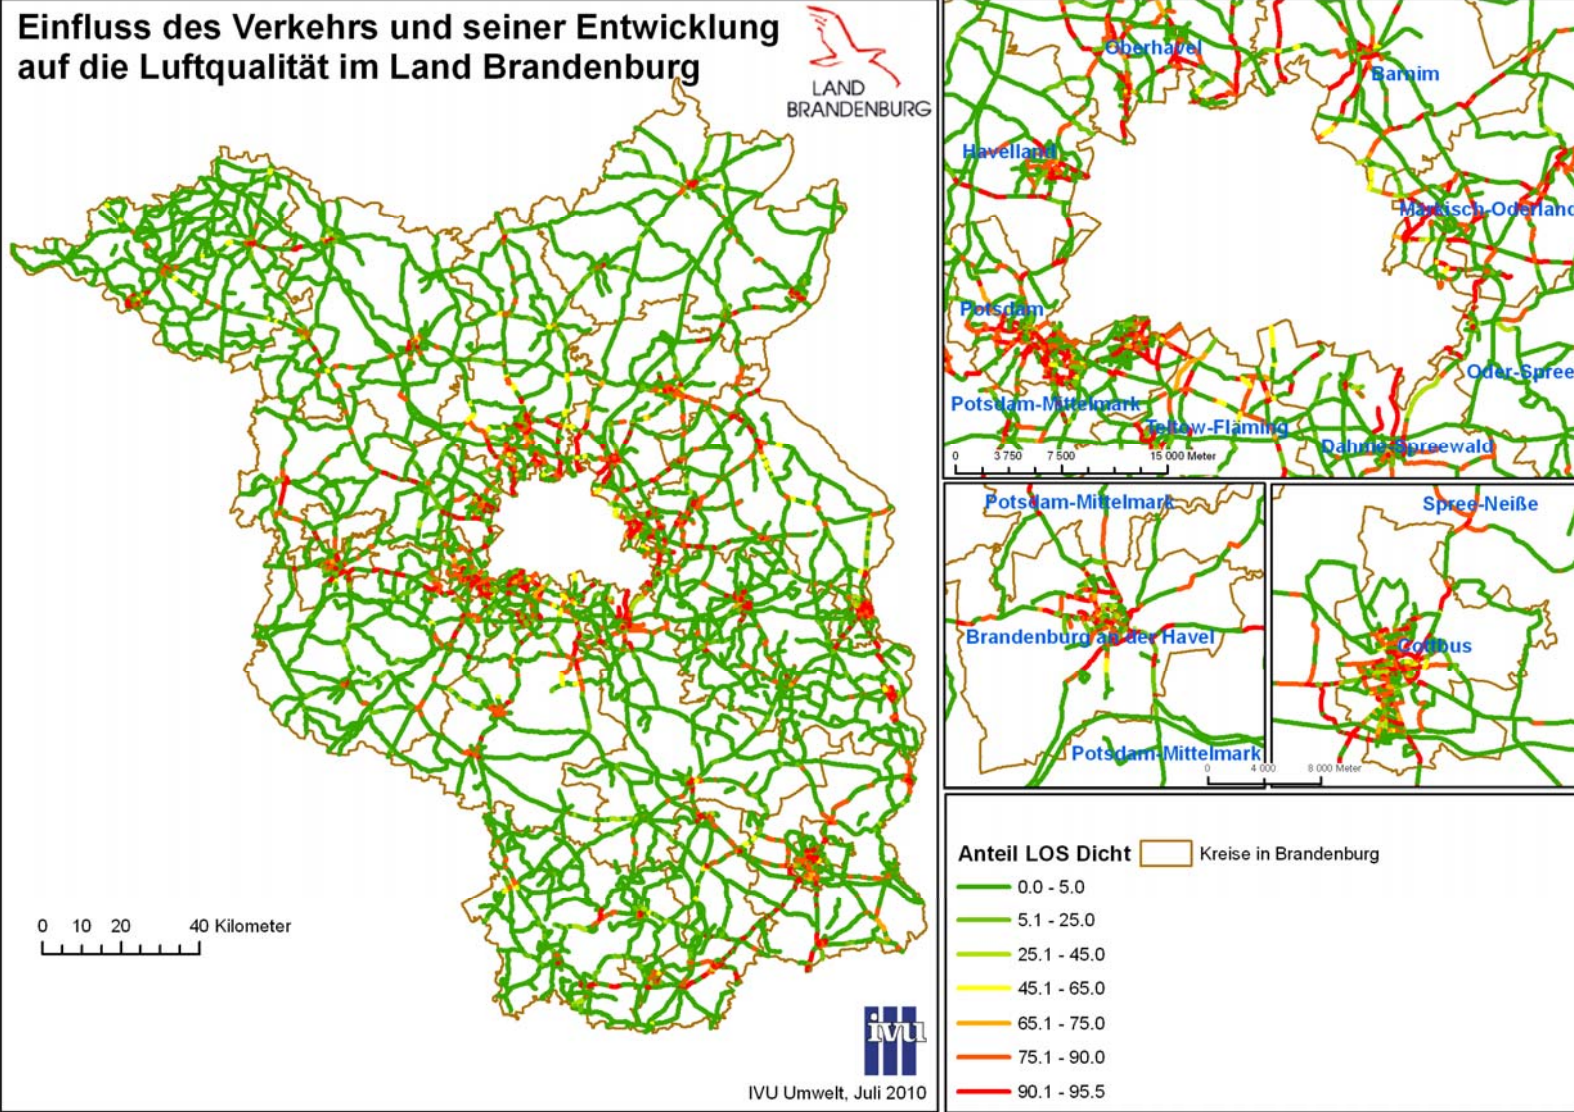 Einfluss des Verkehrs und seiner Entwicklung
auf die Luftqualität im Land Brandenburg
LAND
BRANDENBURG
0 10 20 40 Kilometer
ivu
IVU Umwelt, Juli 2010
Oberhavel
Barnim
Havelland
Märkisch-Oderland
Potsdam
Oder-Spree
Potsdam-Mittelmark
Teltow-Fläming
Dahme-Spreewald
0 3 750 7 500 15 000 Meter
Potsdam-Mittelmark
Brandenburg an der Havel
Potsdam-Mittelmark
Spree-Neiße
Cottbus
0 4 000 8 000 Meter
Anteil LOS Dicht
Kreise in Brandenburg
0.0 - 5.0
5.1 - 25.0
25.1 - 45.0
45.1 - 65.0
65.1 - 75.0
75.1 - 90.0
90.1 - 95.5